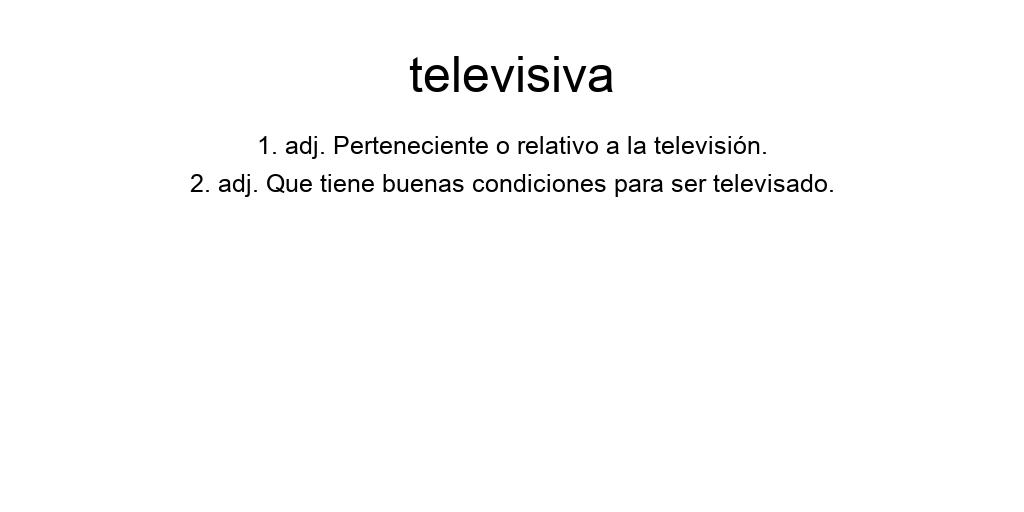 televisiva
1. adj. Perteneciente o relativo a la televisión.
2. adj. Que tiene buenas condiciones para ser televisado.